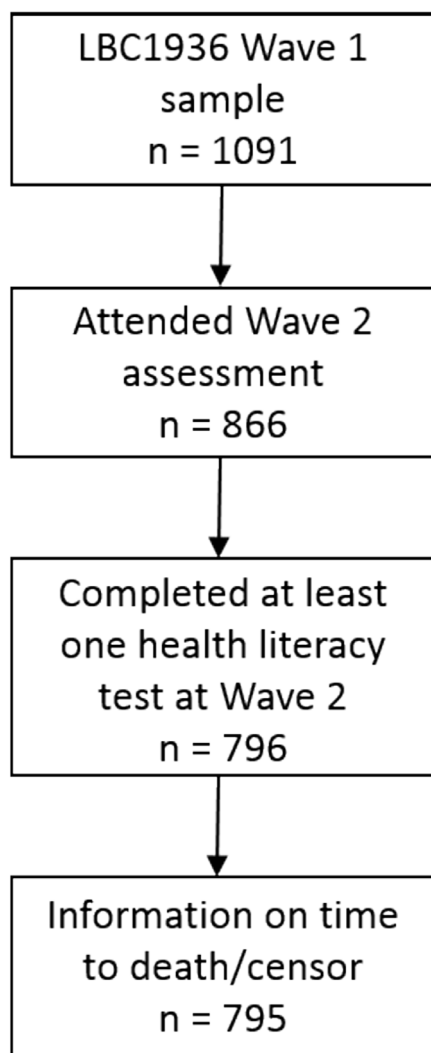 LBC1936 Wave 1
sample
n = 1091
Attended Wave 2
assessment
n = 866
Completed at least
one health literacy
test at Wave 2
n = 796
Information on time
to death/censor
n = 795